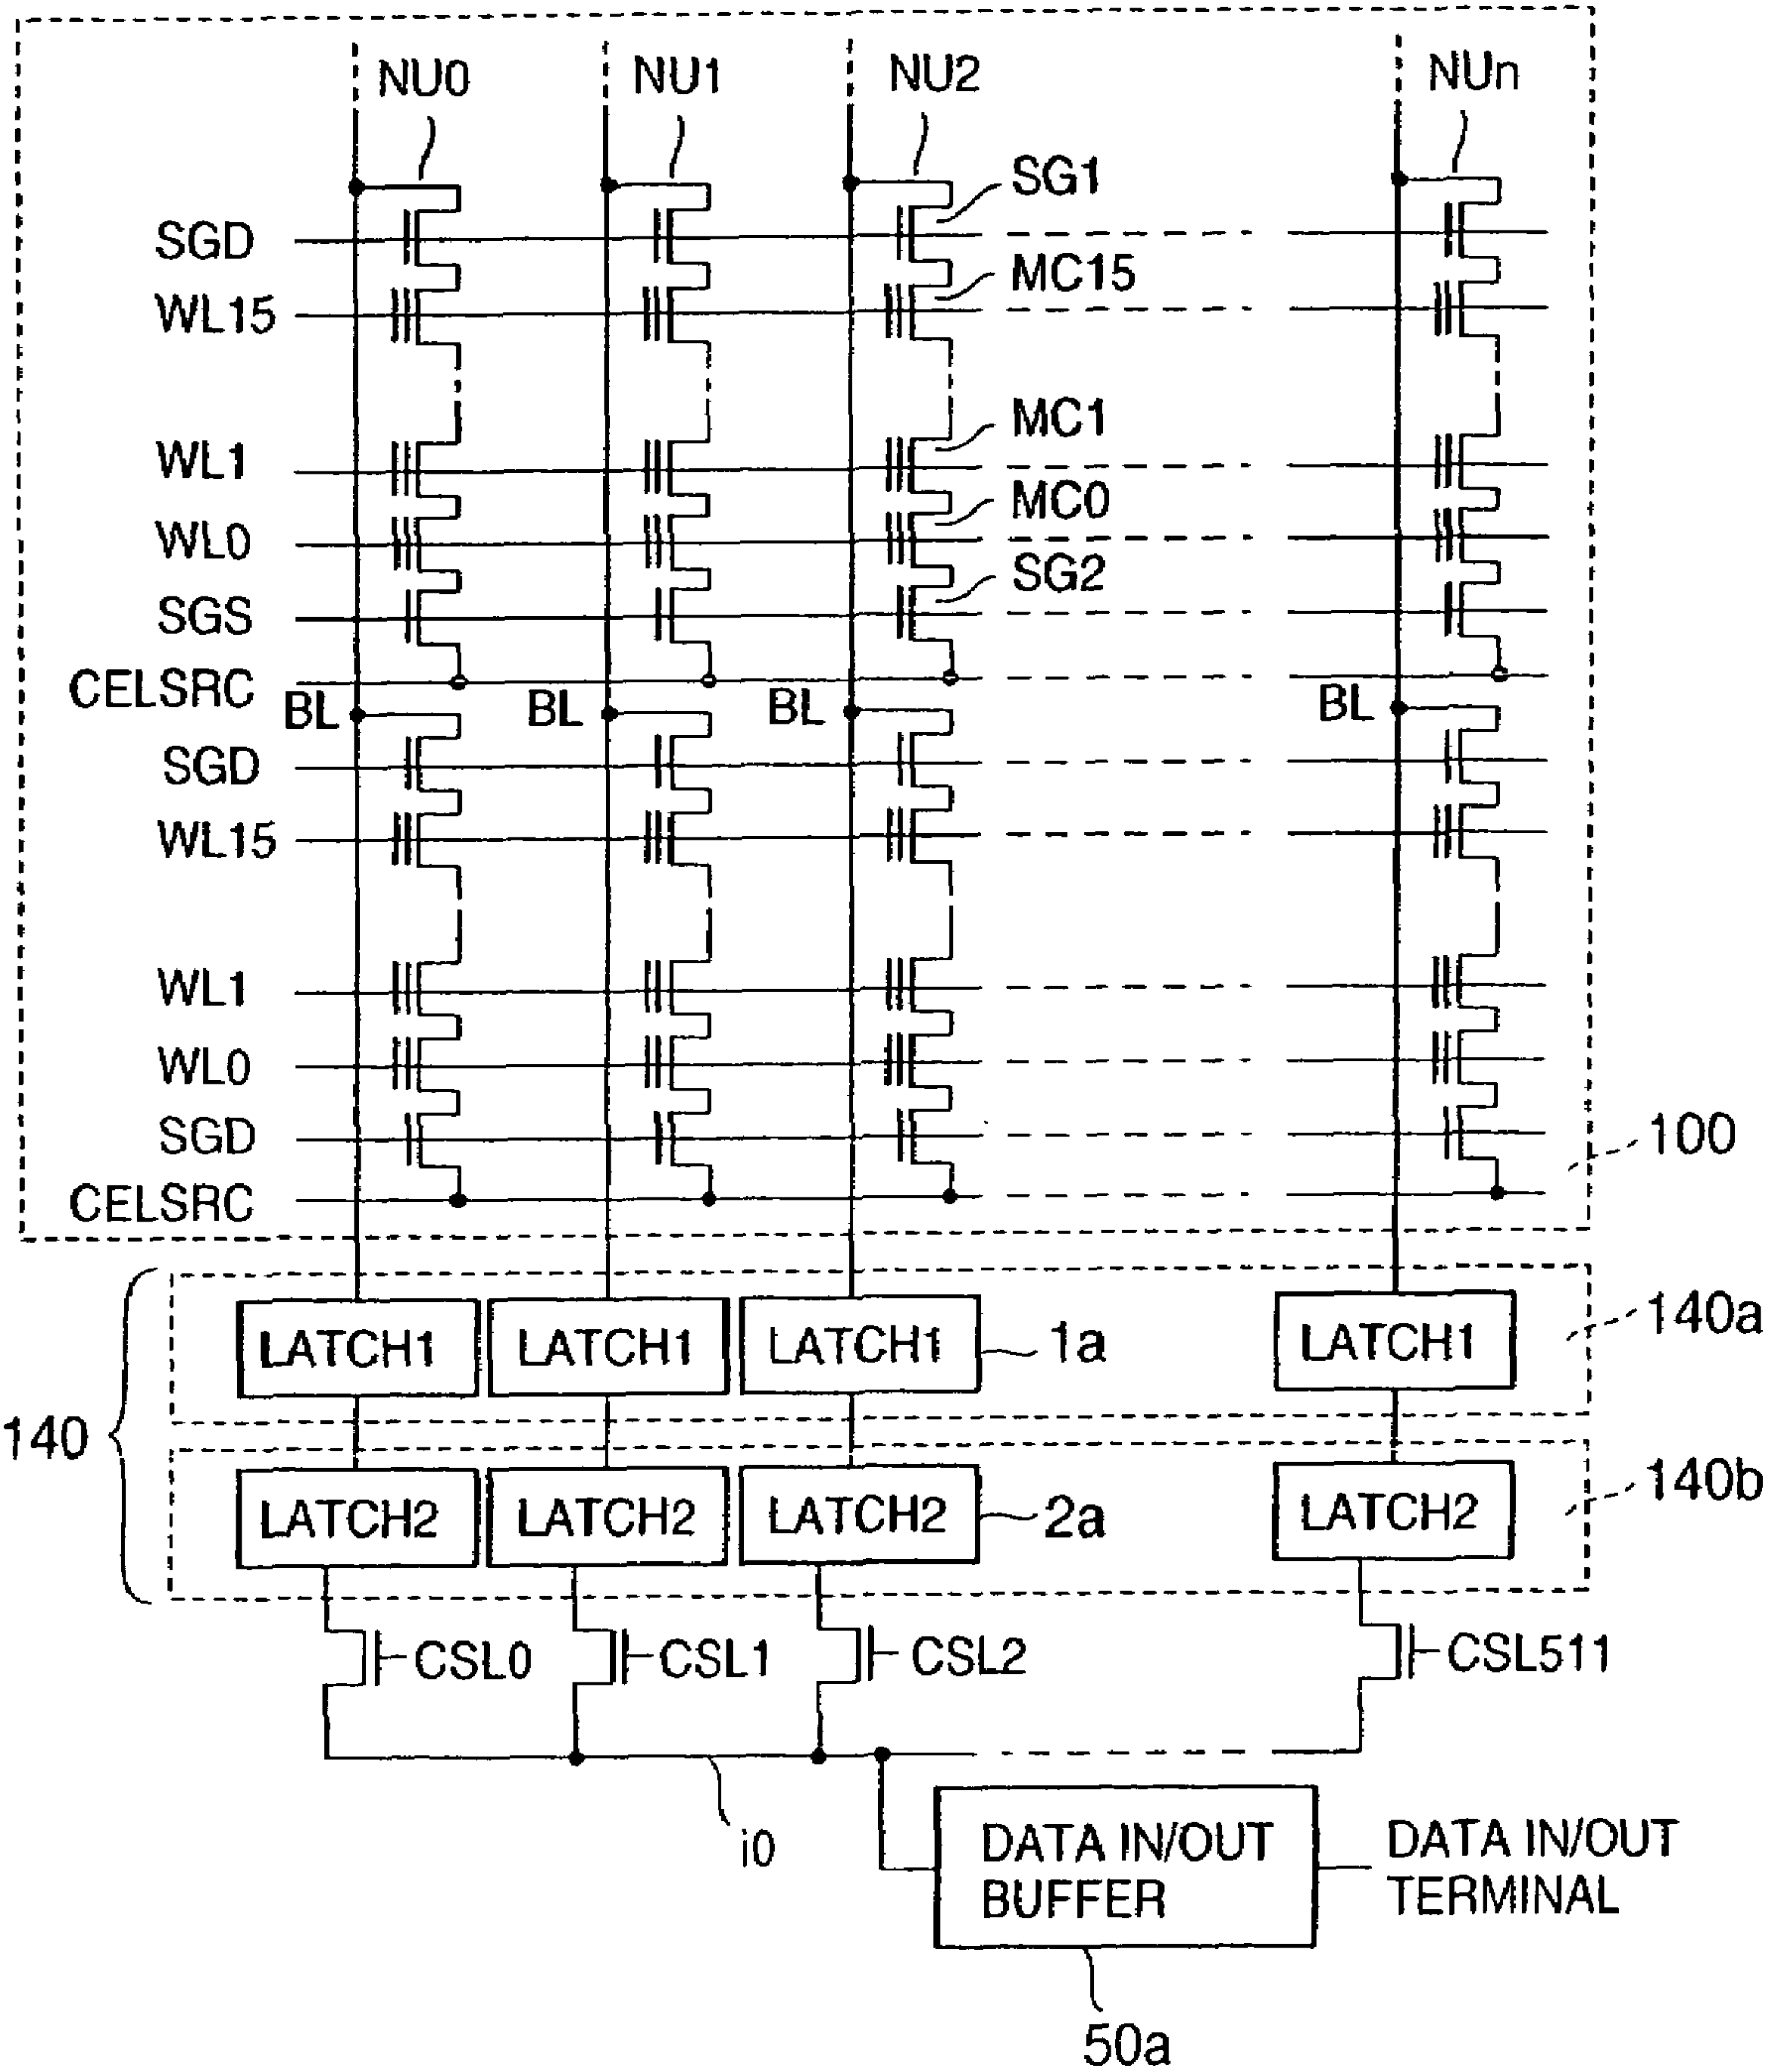 NU0 NU1 NU2 NUn
SG1
SGD
MC15
WL15
MC1
WL1
MC0
WL0
SG2
SGS
CELSRC
BL BL BL BL
SGD
WL15
WL1
WL0
SGD
100
CELSRC
140a
LATCH1 LATCH1 LATCH1 1a LATCH1
140
140b
LATCH2 LATCH2 LATCH2 2a LATCH2
CSL0 CSL1 CSL2 CSL511
i0
DATA IN/OUT
BUFFER
DATA IN/OUT
TERMINAL
50a